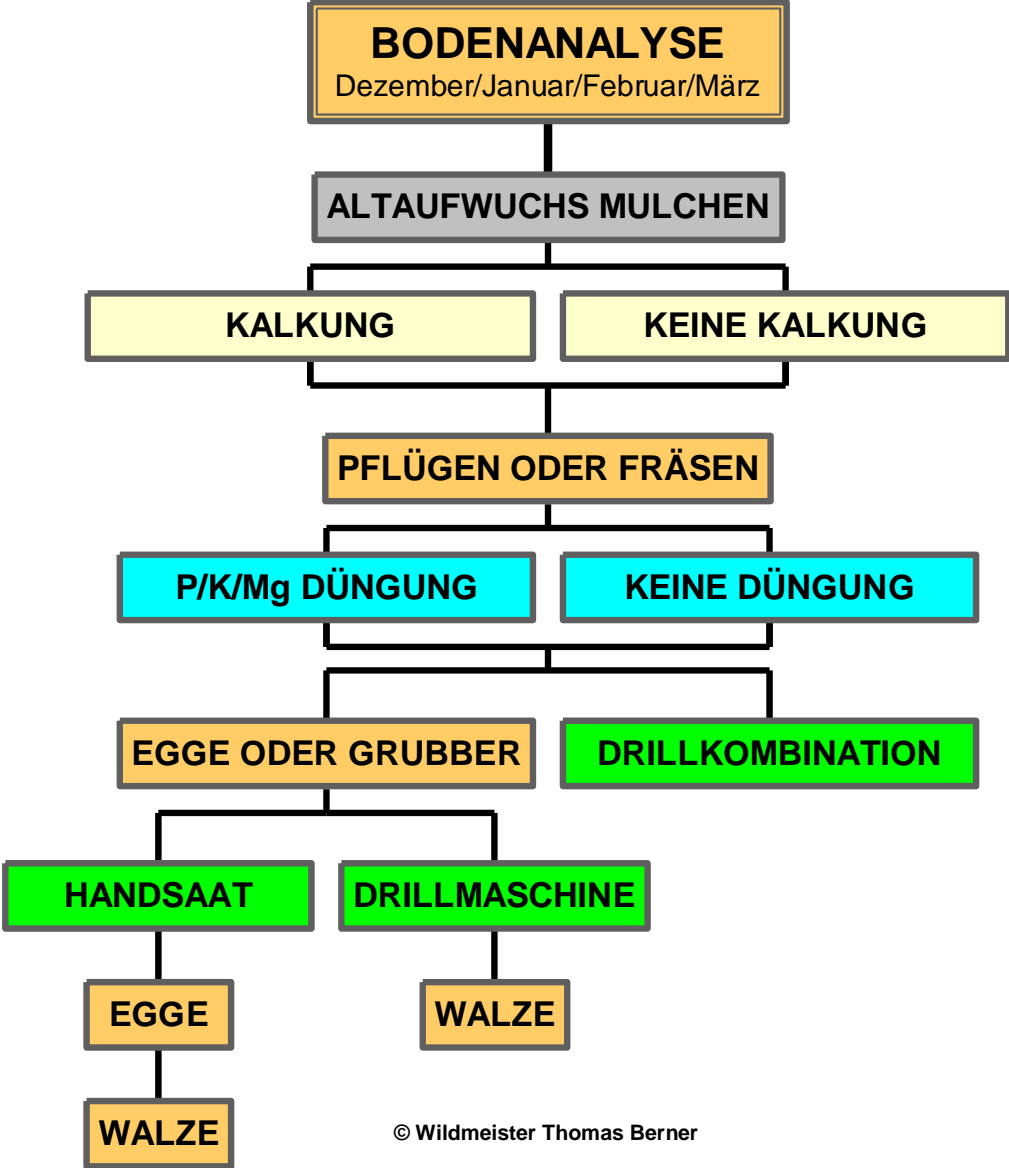 BODENANALYSE
Dezember/Januar/Februar/März
ALTAUFWUCHS MULCHEN
KALKUNG
KEINE KALKUNG
PFLÜGEN ODER FRÄSEN
P/K/Mg DÜNGUNG
KEINE DÜNGUNG
EGGE ODER GRUBBER
DRILLKOMBINATION
HANDSAAT
DRILLMASCHINE
EGGE
WALZE
WALZE
© Wildmeister Thomas Berner